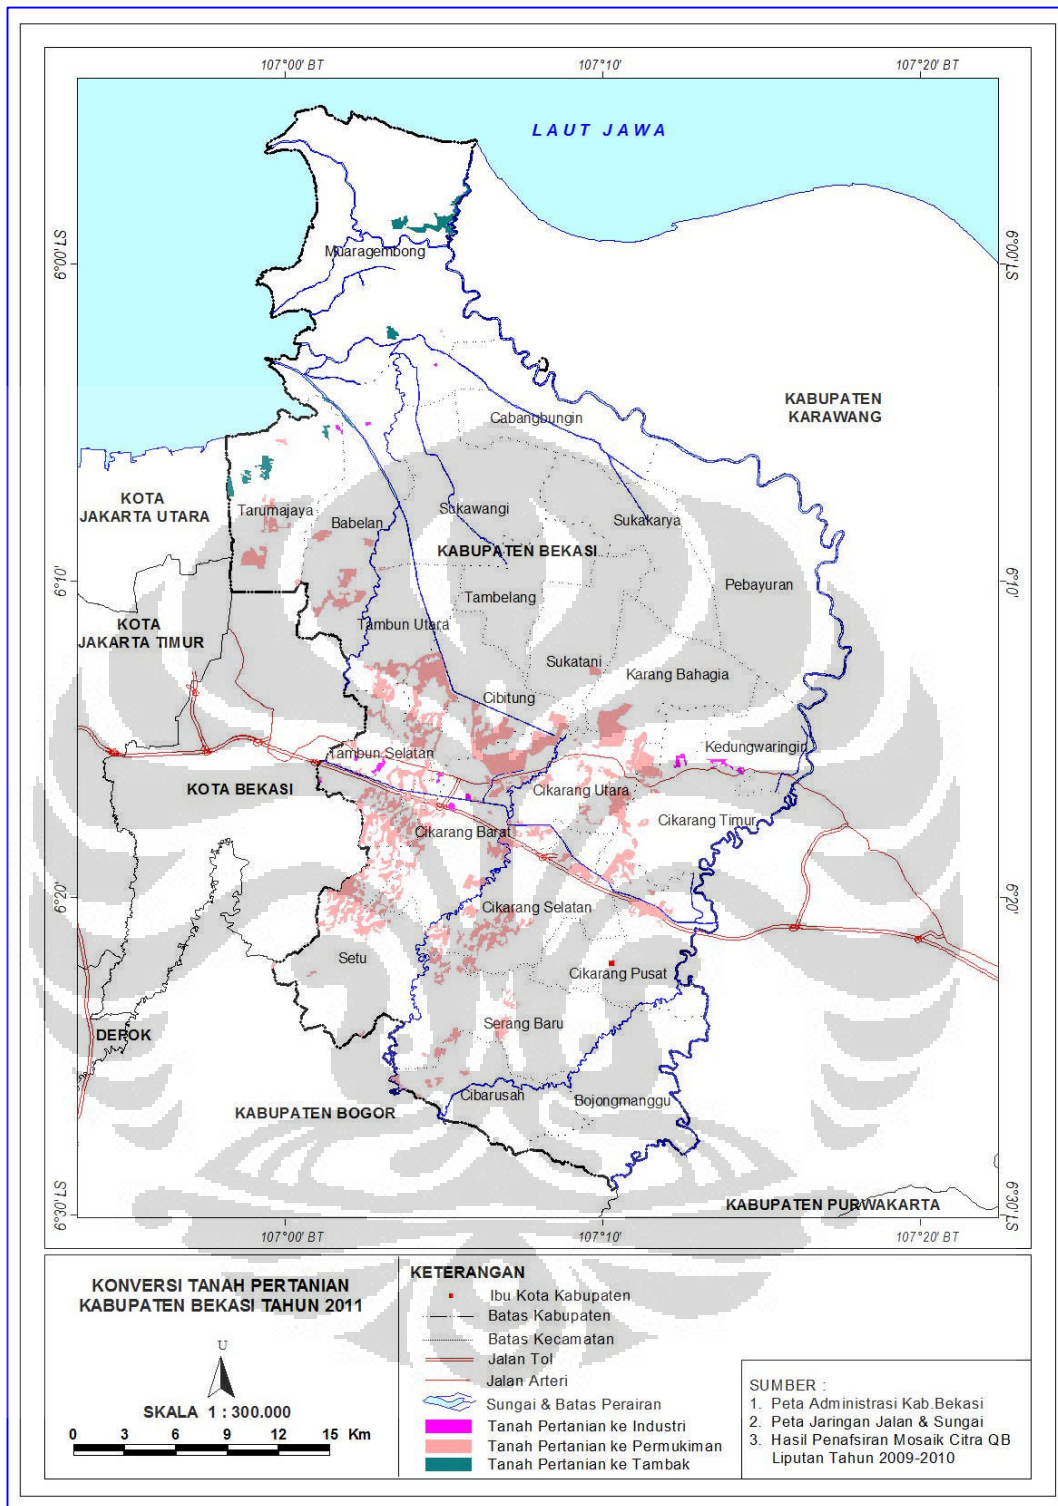 107°00' BT
107°10'
107°20' BT
LAUT JAWA
6°00' LS
6°00'LS
Muaragembong
KABUPATEN
KARAWANG
Cabangbungin
KOTA
JAKARTA UTARA
Tarumajaya
Babelan
Sukawangi
Sukakarya
KABUPATEN BEKASI
6°10'
6°10'
Pebayuran
Tambelang
KOTA
JAKARTA TIMUR
Tambun Utara
Sukatani
Karang Bahagia
Cibitung
Tambun Selatan
Kedungwaringin
KOTA BEKASI
Cikarang Utara
Cikarang Barat
Cikarang Timur
6°20'
6°20'
Cikarang Selatan
Setu
Cikarang Pusat
Serang Baru
DEPOK
Cibarusah
Bojongmanggu
KABUPATEN BOGOR
KABUPATEN PURWAKARTA
6°30' LS
6°30'LS
107°00' BT
107°10'
107°20' BT
KONVERSI TANAH PERTANIAN
KABUPATEN BEKASI TAHUN 2011
U
SKALA 1 : 300.000
0 3 6 9 12 15 Km
KETERANGAN
Ibu Kota Kabupaten
Batas Kabupaten
Batas Kecamatan
Jalan Tol
Jalan Arteri
Sungai & Batas Perairan
Tanah Pertanian ke Industri
Tanah Pertanian ke Permukiman
Tanah Pertanian ke Tambak
SUMBER :
1. Peta Administrasi Kab.Bekasi
2. Peta Jaringan Jalan & Sungai
3. Hasil Penafsiran Mosaik Citra QB
Liputan Tahun 2009-2010